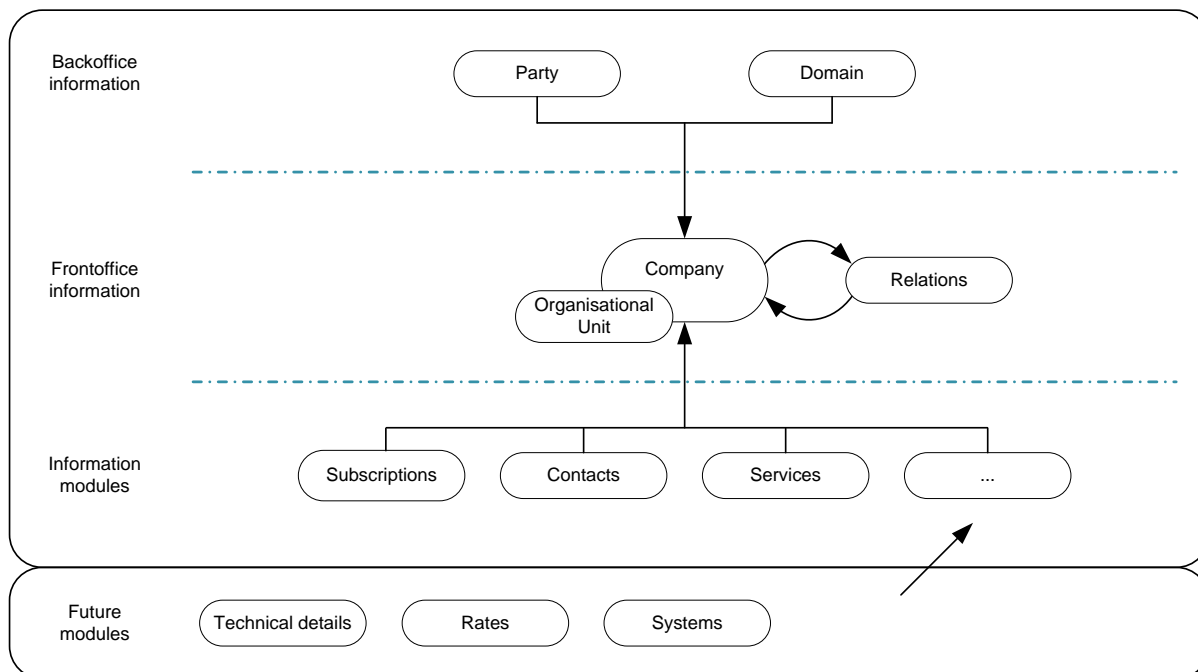 Backoffice
information
Party
Domain
Frontoffice
information
Company
Organisational
Unit
Relations
Information
modules
Subscriptions
Contacts
Services
...
Future
modules
Technical details
Rates
Systems